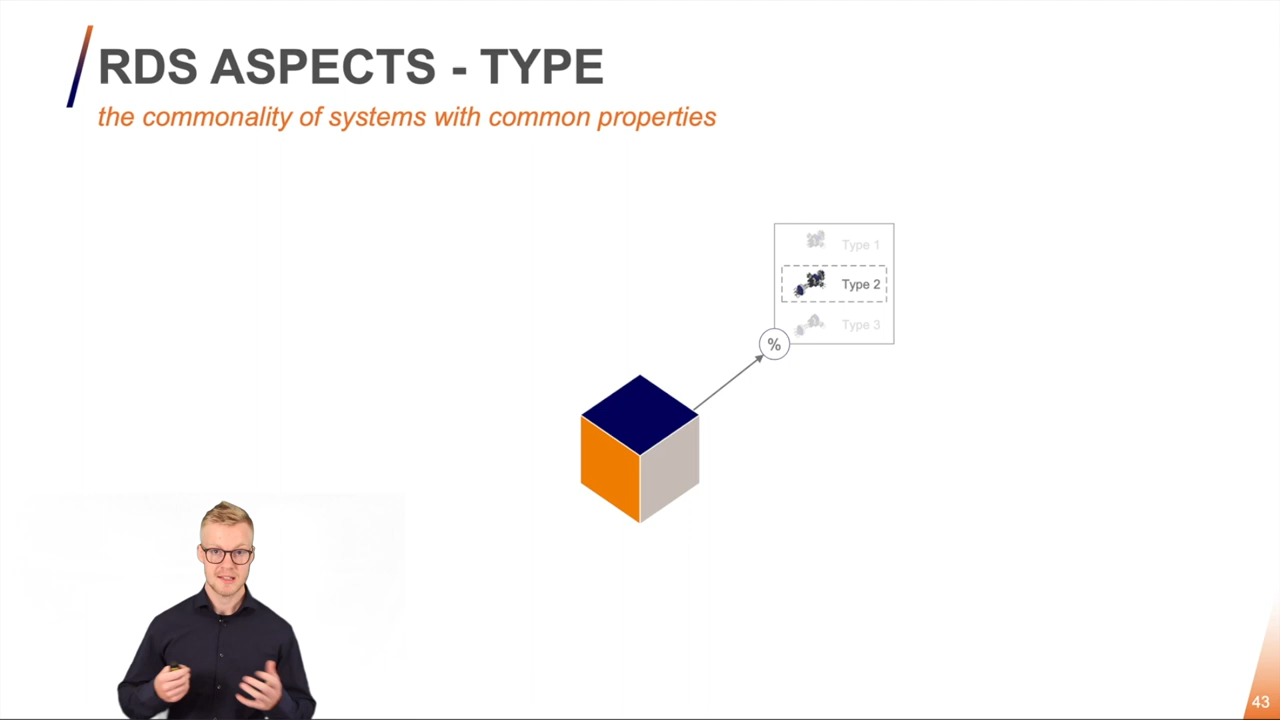 RDS ASPECTS - TYPE
the commonality of systems with common properties
Type 1
Type 2
Type 3
%
43